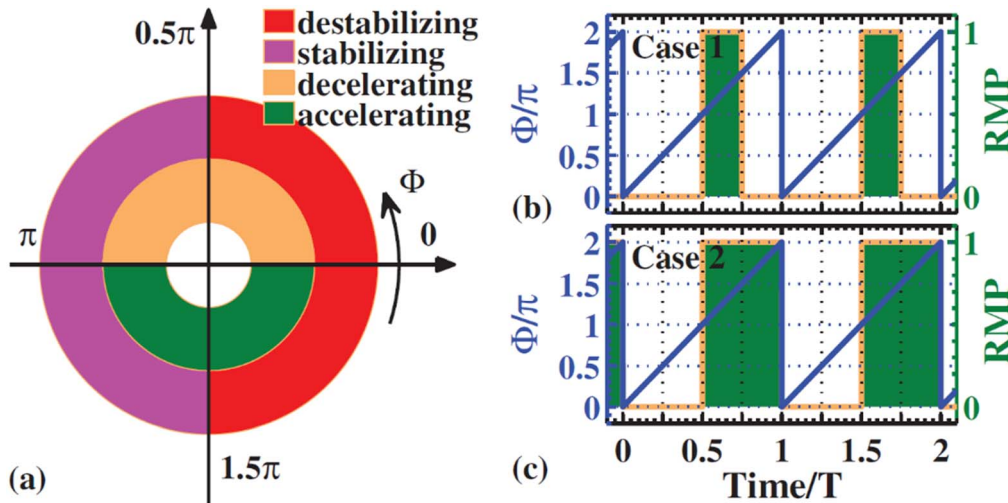 0.5π
destabilizing
stabilizing
decelerating
accelerating
Φ
π
0
1.5π
(a)
Case 1
Φ/π
2
1.5
1
0.5
0
RMP
1
0
(b)
Case 2
Φ/π
2
1.5
1
0.5
0
RMP
1
0
(c)
0 0.5 1 1.5 2
Time/T